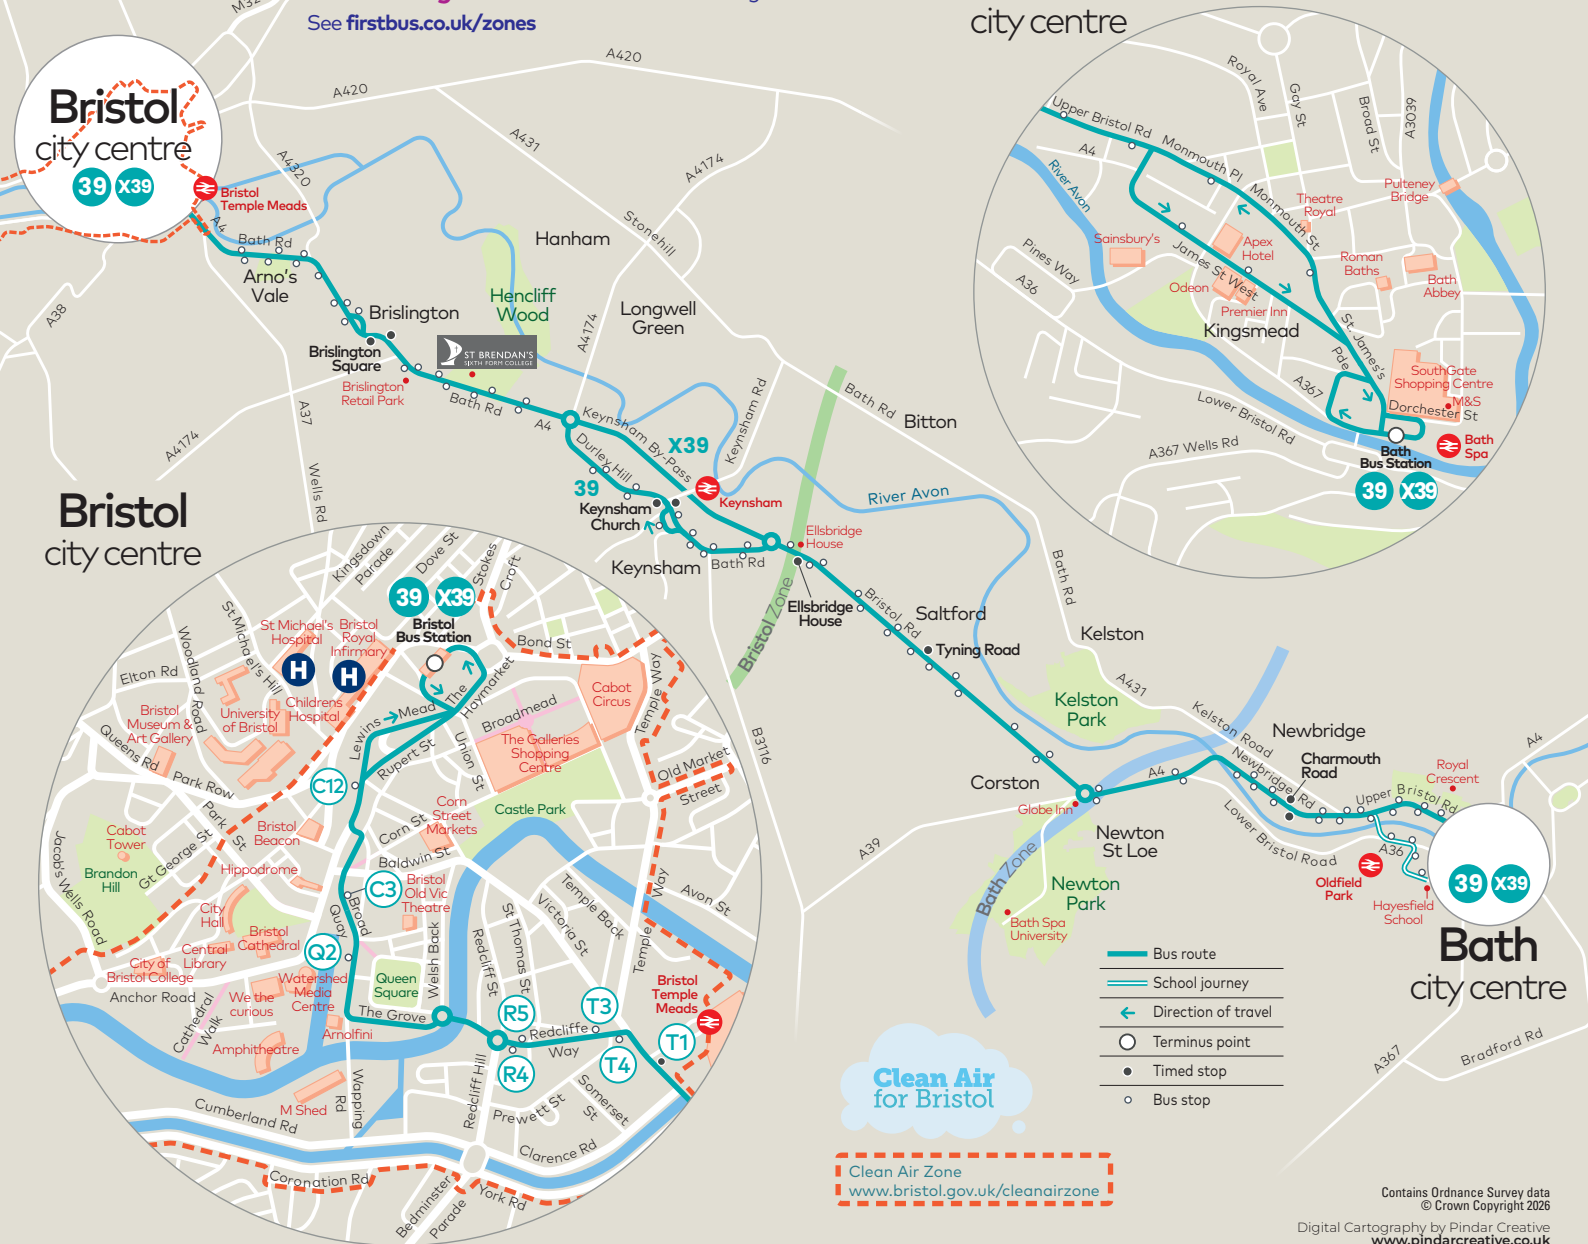 See firstbus.co.uk/zones
city centre
M32
A420
A420
Bristol
city centre
39
X39
Bristol
Temple Meads
A4320
A431
A4174
Stonehill
A4
Bath Rd
Arno's
Vale
Hanham
Hencliff
Wood
Longwell
Green
A4174
A38
Brislington
Brislington
Square
Brislington
Retail Park
ST BRENDAN'S
SIXTH FORM COLLEGE
Bath Rd
A4
A37
Wells Rd
A4174
Keynsham By-Pass
X39
Durley Hill
39
Keynsham
Church
Keynsham Rd
Keynsham
Keynsham
Bath Rd
Bath Rd
Bitton
River Avon
Ellsbridge
House
Ellsbridge
House
Bristol Zone
Bristol Rd
Saltford
Tyning Road
Bath Rd
Kelston
Kelston
Park
A431
Kelston Road
Newbridge
Charmouth
Road
Newbridge Rd
A4
Corston
Globe Inn
Newton
St Loe
Bath Zone
Newton
Park
Bath Spa
University
A39
B3116
Lower Bristol Road
Upper Bristol Rd
Royal
Crescent
A4
A36
Oldfield
Park
Hayesfield
School
39
X39
Bath
city centre
A367
Bradford Rd
Upper Bristol Rd
A4
River Avon
Royal Ave
Gay St
Broad St
A3039
Monmouth Pl
Monmouth St
Theatre
Royal
Pulteney
Bridge
Sainsbury's
Pines Way
A36
James St West
Apex
Hotel
Odeon
Premier Inn
Kingsmead
Roman
Baths
Bath
Abbey
St. James's
Pde
A367
SouthGate
Shopping Centre
M&S
Dorchester St
Lower Bristol Rd
A367 Wells Rd
Bath
Bus Station
Bath
Spa
39
X39
Bristol
city centre
Kingsdown
Parade
Dove St
Stokes
Croft
39
X39
Bristol
Bus Station
St Michael's Hill
St Michael's
Hospital
Bristol
Royal
Infirmary
H
H
Childrens
Hospital
Woodland Road
Elton Rd
University
of Bristol
Bristol
Museum &
Art Gallery
Queens Rd
Park Row
Park St
Bond St
The
Haymarket
Lewins Mead
Rupert St
Union St
Broadmead
Cabot
Circus
Temple Way
The Galleries
Shopping
Centre
Old Market
Street
Castle Park
C12
Corn
Street
Markets
Corn St
Baldwin St
Bristol
Beacon
Cabot
Tower
Brandon
Hill
Jacob's Wells Road
Gt George St
Hippodrome
C3
Bristol
Old Vic
Theatre
Broad
Quay
City
Hall
Bristol
Cathedral
Central
Library
City of
Bristol College
Anchor Road
Q2
Watershed
Media
Centre
We the
curious
Cathedral
Walk
Amphitheatre
Arnolfini
M Shed
Queen
Square
The Grove
Welsh Back
Redcliff St
St Thomas St
Victoria St
Temple Back
Temple Way
Avon St
Bristol
Temple
Meads
R5
R4
Redcliffe
Way
T3
T4
T1
Redcliff Hill
Prewett St
Somerset
St
Clarence Rd
Wapping
Rd
Cumberland Rd
Coronation Rd
Bedminster
Parade
York Rd
Clean Air
for Bristol
Clean Air Zone
www.bristol.gov.uk/cleanairzone
Bus route
School journey
Direction of travel
Terminus point
Timed stop
Bus stop
Contains Ordnance Survey data
© Crown Copyright 2026
Digital Cartography by Pindar Creative
www.pindarcreative.co.uk